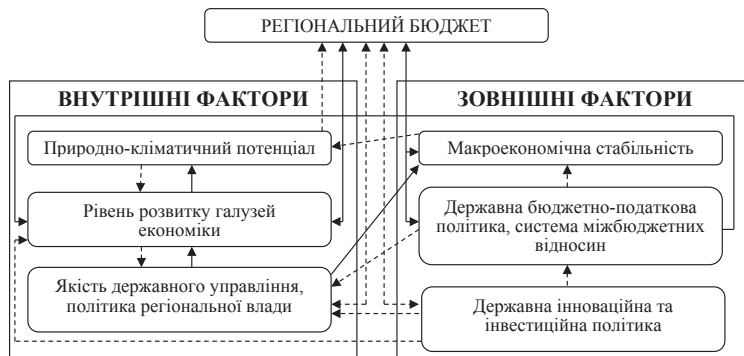 РЕГІОНАЛЬНИЙ БЮДЖЕТ
ВНУТРІШНІ ФАКТОРИ
Природно-кліматичний потенціал
Рівень розвитку галузей
економіки
Якість державного управління,
політика регіональної влади
ЗОВНІШНІ ФАКТОРИ
Макроекономічна стабільність
Державна бюджетно-податкова
політика, система міжбюджетних
відносин
Державна інноваційна та
інвестиційна політика